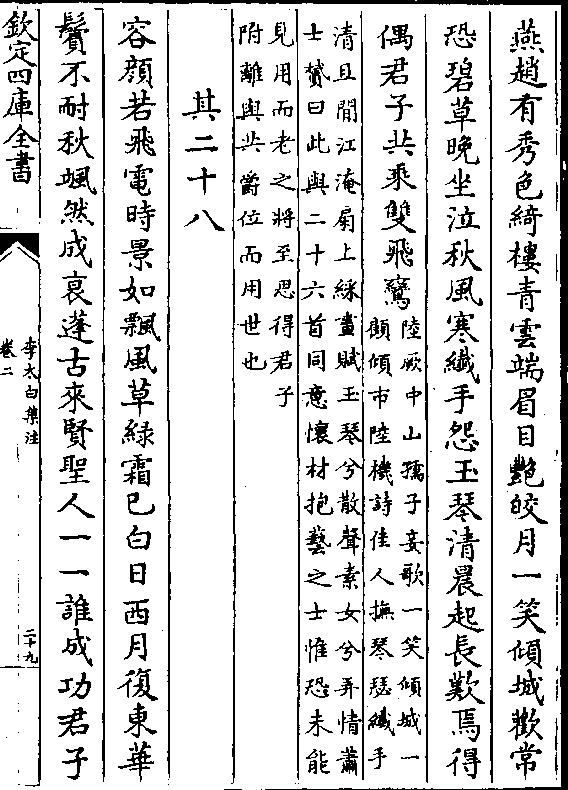 燕趙有秀色綺樓青雲端眉目艷皎月一笑傾城歡常
恐碧草晚坐泣秋風寒纎手怨玉琴清晨起長歎焉得
偶君子共乘雙飛鸞陸厥中山孺子妾歌一笑傾城一
顧傾市陸機詩佳人撫琴瑟纎手
清且閒江淹扇上綵畫賦玉琴兮散聲素女兮弄情蕭
士贇曰此與二十六首同意懷材抱藝之士惟恐未能
見用而老之將至思得君子
附離與共爵位而用世也
其二十八
容顔若飛電時景如飄風草緑霜已白日西月復東華
鬢不耐秋颯然成衰蓬古來賢聖人一一誰成功君子
欽定四庫全書
李太白集注
卷二
二十九